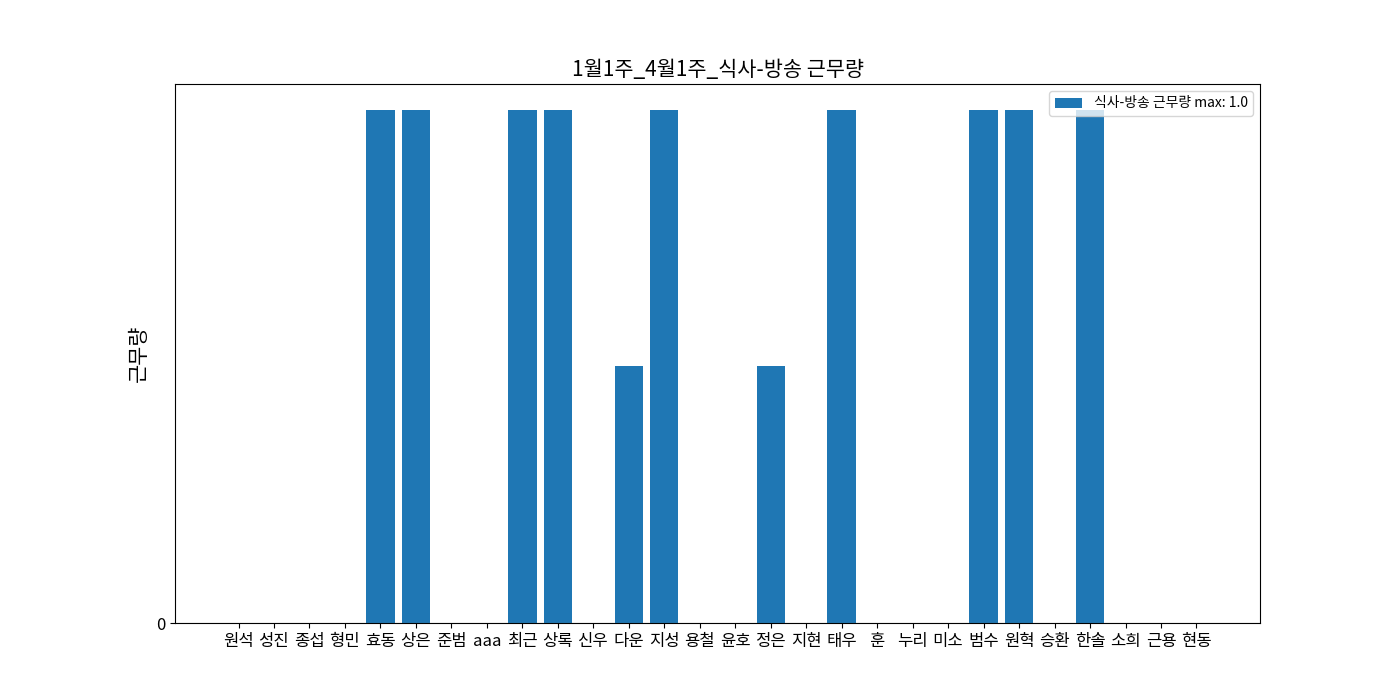 1월1주_4월1주_식사-방송 근무량
식사-방송 근무량 max: 1.0
근무량
0
원석 성진 종섭 형민 효동 상은 준범 aaa 최근 상록 신우 다운 지성 용철 윤호 정은 지현 태우 훈 누리 미소 범수 원혁 승환 한솔 소희 근용 현동